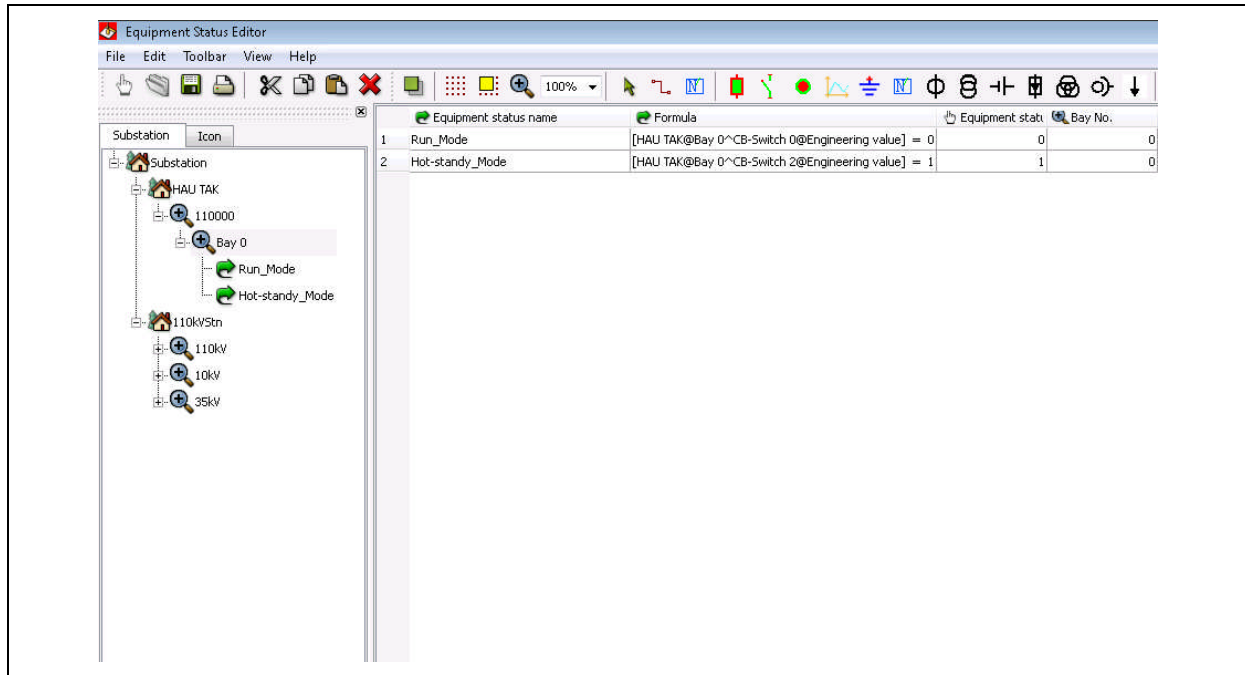 Equipment Status Editor
File Edit Toolbar View Help
100%
Substation Icon
Substation
HAU TAK
110000
Bay 0
Run_Mode
Hot-standy_Mode
110kVStn
110kV
10kV
35kV
Equipment status name Formula Equipment statu Bay No.
1 Run_Mode [HAU TAK@Bay 0^CB-Switch 0@Engineering value] = 0 0 0
2 Hot-standy_Mode [HAU TAK@Bay 0^CB-Switch 2@Engineering value] = 1 1 0